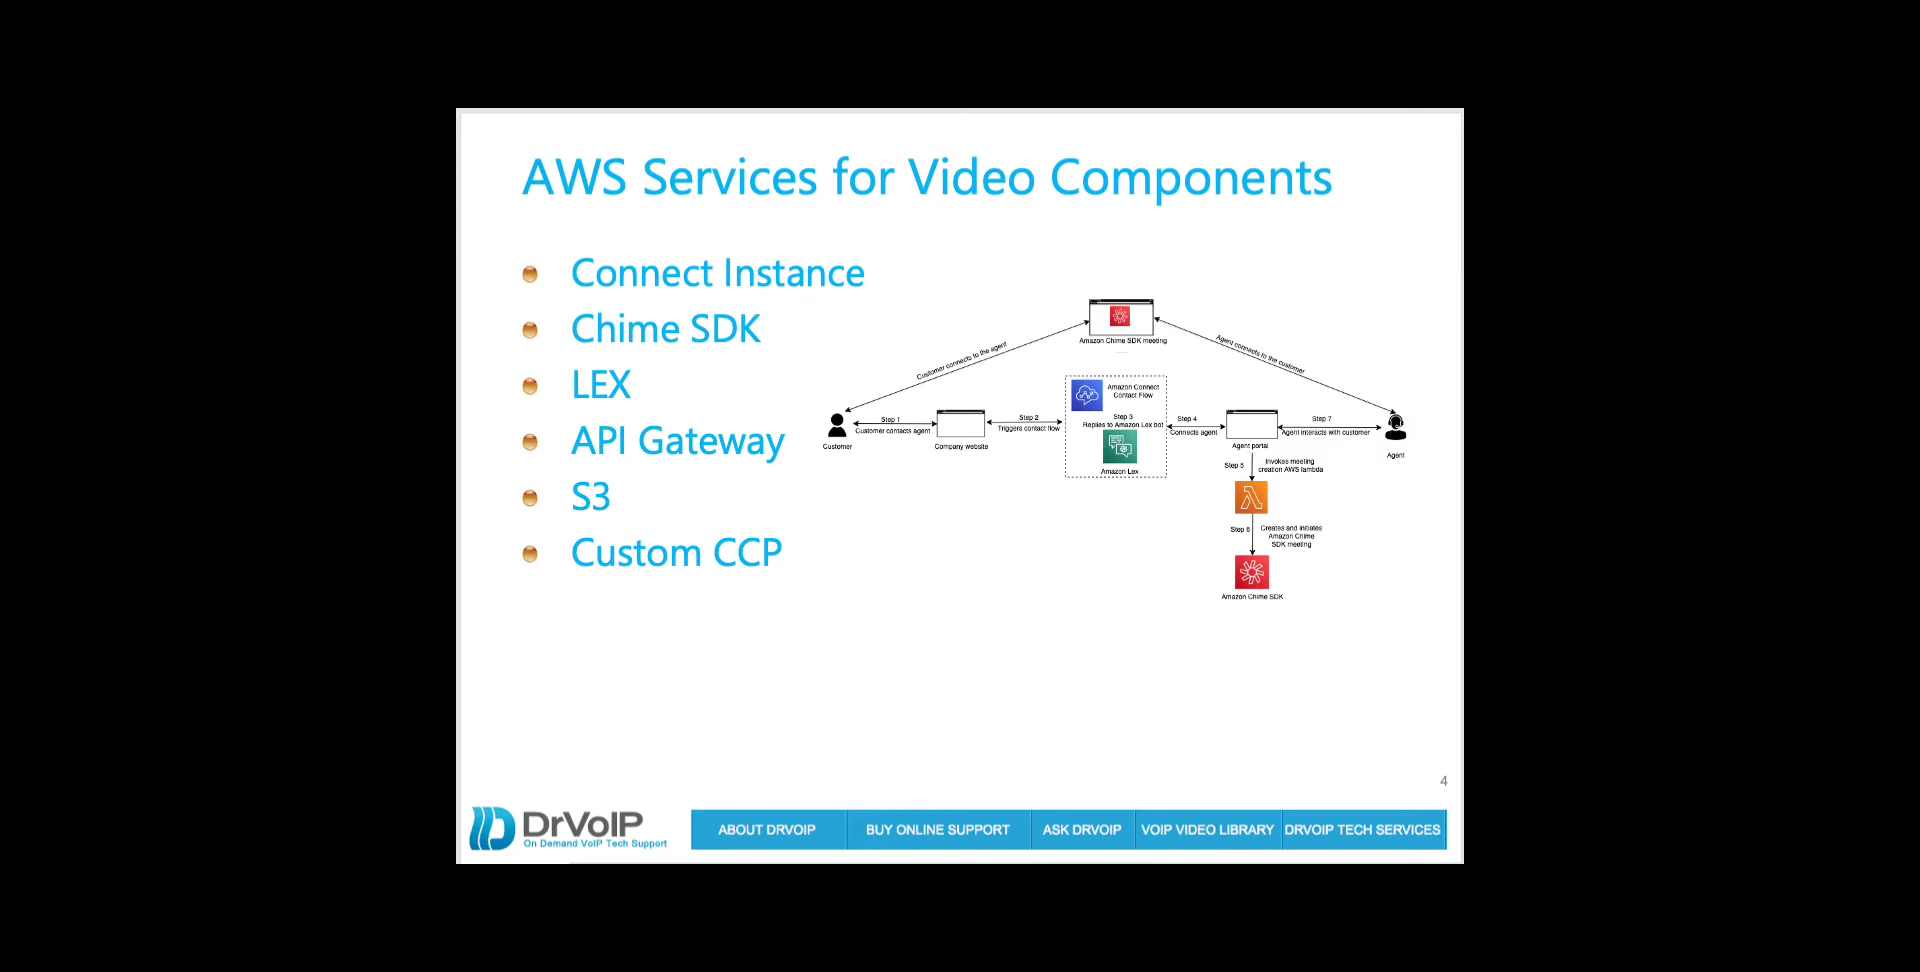 AWS Services for Video Components
Connect Instance
Chime SDK
LEX
API Gateway
S3
Custom CCP
Amazon Chime SDK meeting
Customer connects to the agent
Agent connects to the customer
Amazon Connect
Contact Flow
Step 1
Customer contacts agent
Step 2
Triggers contact flow
Step 3
Replies to Amazon Lex bot
Step 4
Connects agent
Step 7
Agent interacts with customer
Customer
Company website
Amazon Lex
Agent portal
Agent
Step 5
Invokes meeting
creation AWS lambda
Step 6
Creates and initiates
Amazon Chime
SDK meeting
Amazon Chime SDK
4
DrVoIP
On Demand VoIP Tech Support
ABOUT DRVOIP
BUY ONLINE SUPPORT
ASK DRVOIP
VOIP VIDEO LIBRARY
DRVOIP TECH SERVICES